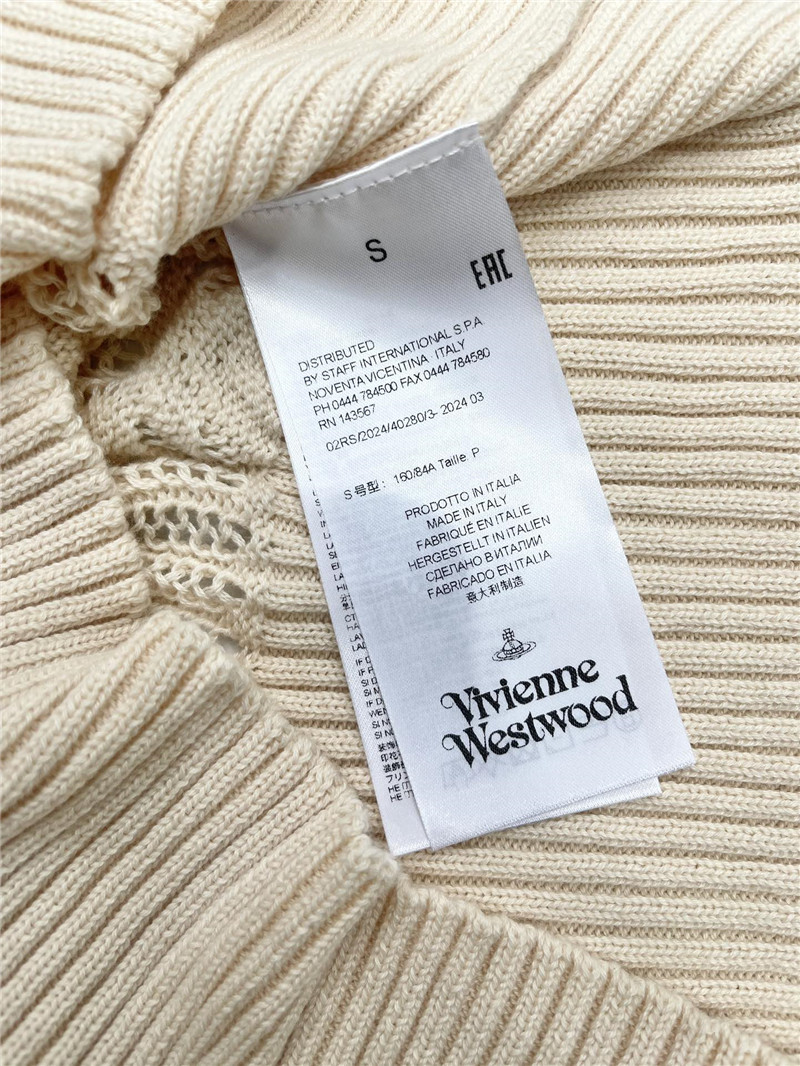 S
EAC
DISTRIBUTED
BY STAFF INTERNATIONAL S.P.A
NOVENTA VICENTINA ITALY
PH 0444 784500 FAX 0444 784580
RN 143567
02RS/2024/40280/3- 2024 03
S 号型： 160/84A Taille. P
PRODOTTO IN ITALIA
MADE IN ITALY
FABRIQUÉ EN ITALIE
HERGESTELLT IN ITALIEN
СДЕЛАНО В ИТАЛИИ
FABRICADO EN ITALIA
意大利制造
Vivienne
Westwood